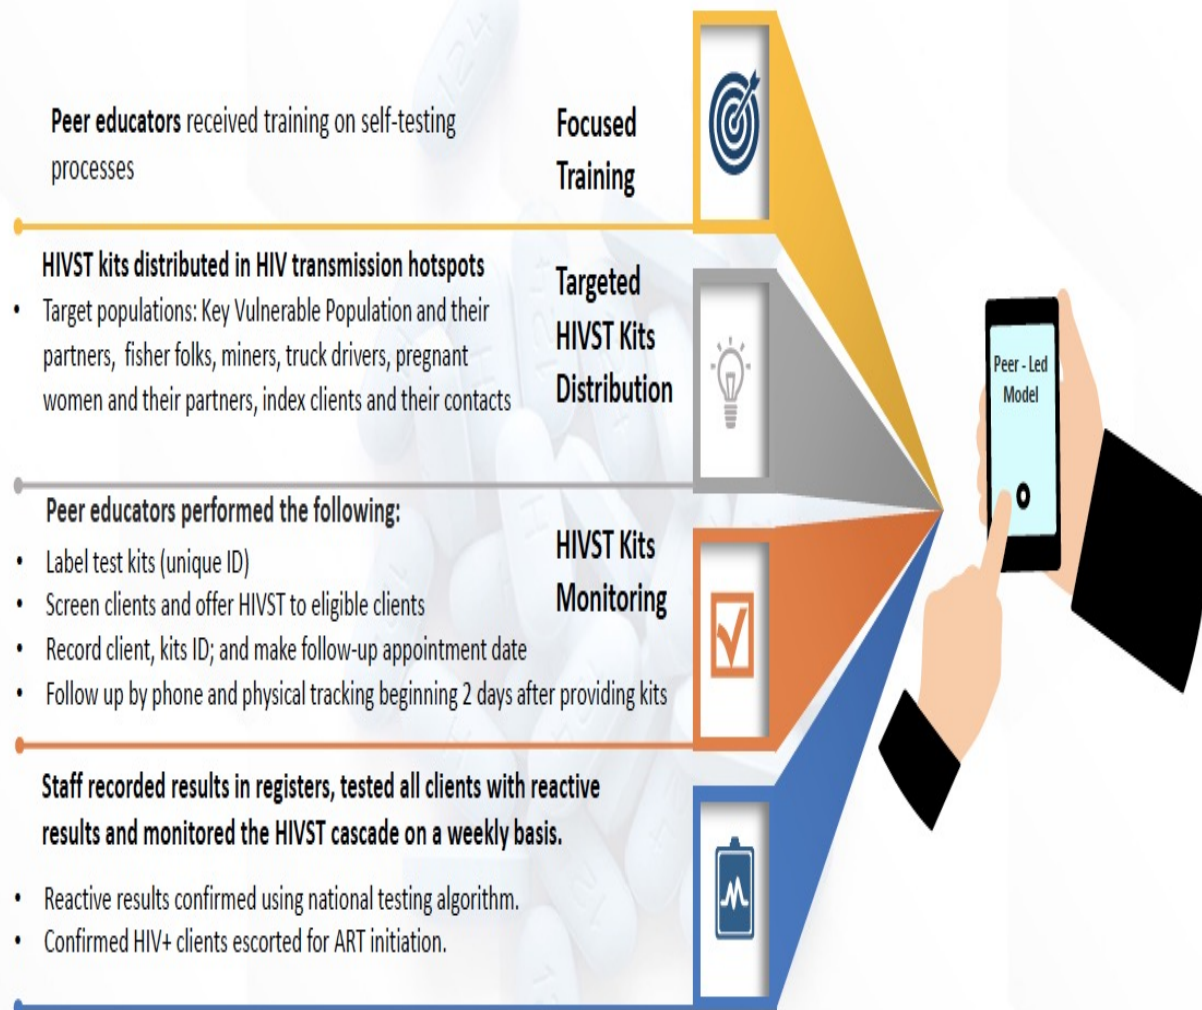 Peer educators received training on self-testing
processes
Focused
Training
HIVST kits distributed in HIV transmission hotspots
• Target populations: Key Vulnerable Population and their
partners, fisher folks, miners, truck drivers, pregnant
women and their partners, index clients and their contacts
Targeted
HIVST Kits
Distribution
Peer educators performed the following:
• Label test kits (unique ID)
• Screen clients and offer HIVST to eligible clients
• Record client, kits ID; and make follow-up appointment date
• Follow up by phone and physical tracking beginning 2 days after providing kits
HIVST Kits
Monitoring
Staff recorded results in registers, tested all clients with reactive
results and monitored the HIVST cascade on a weekly basis.
• Reactive results confirmed using national testing algorithm.
• Confirmed HIV+ clients escorted for ART initiation.
Peer - Led
Model
124